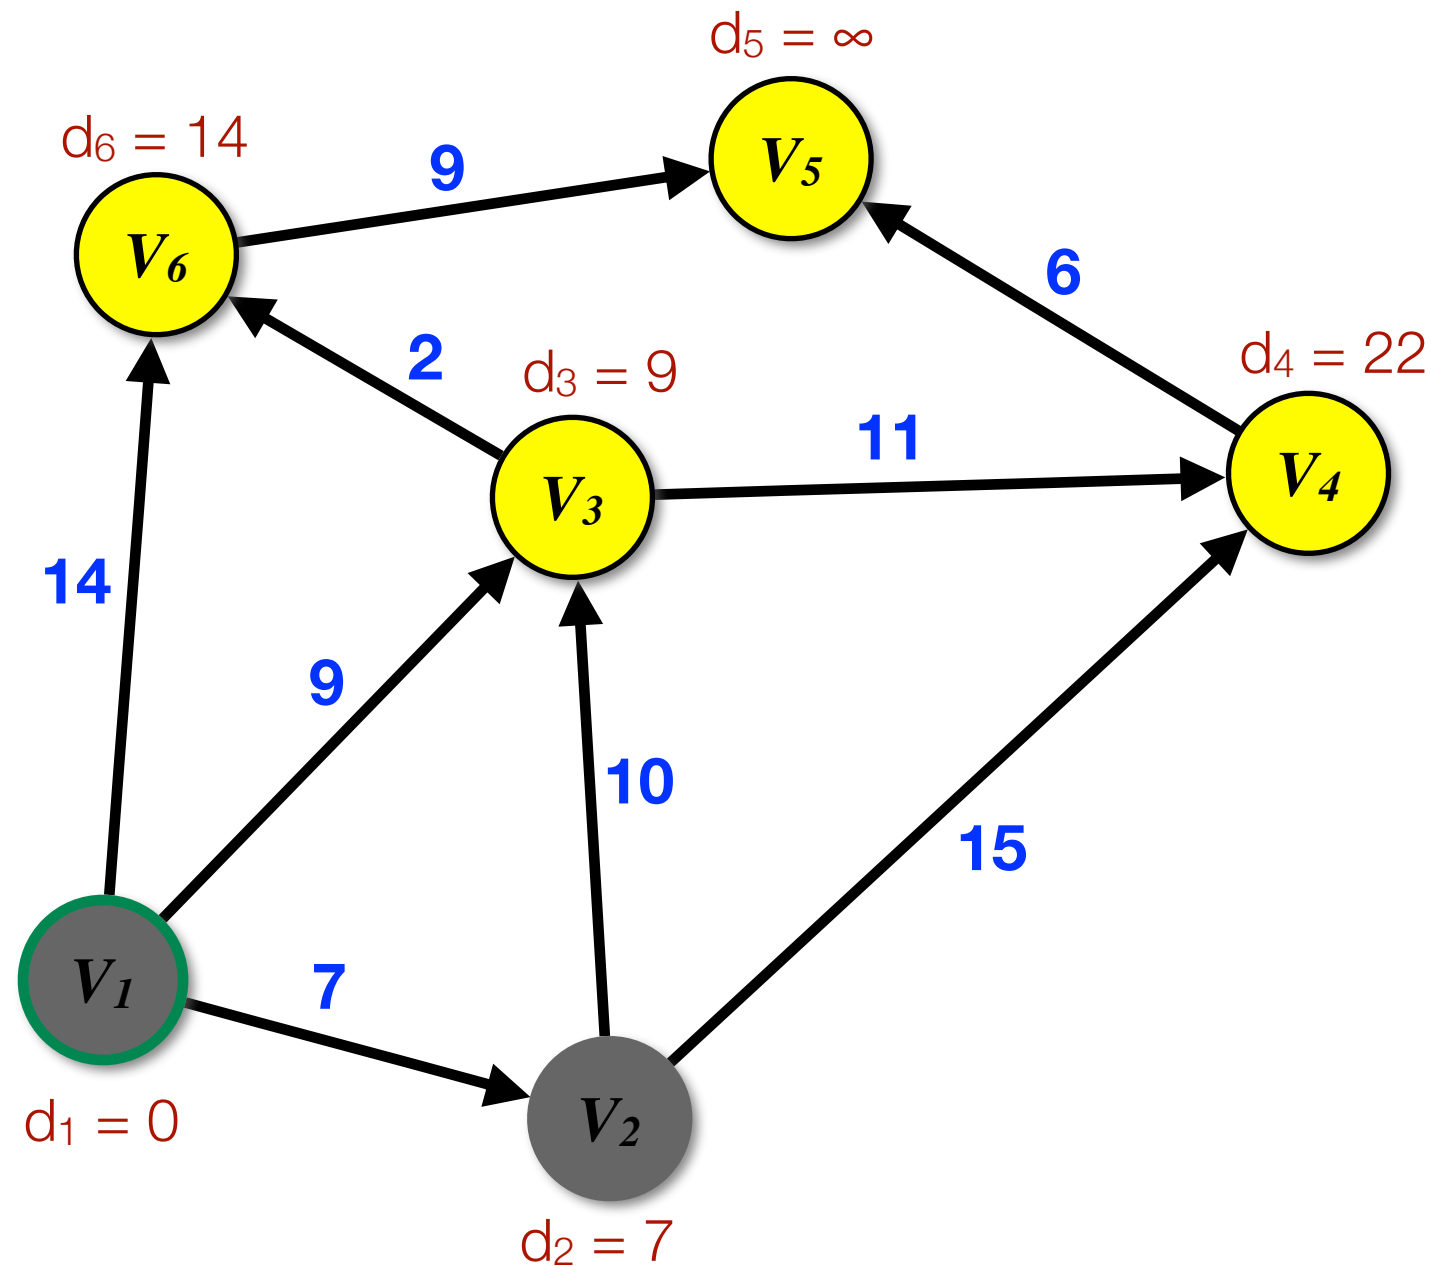 d₅ = ∞
V₅
d₆ = 14
9
V₆
6
2
d₃ = 9
d₄ = 22
11
V₃
V₄
14
9
10
15
V₁
7
d₁ = 0
V₂
d₂ = 7